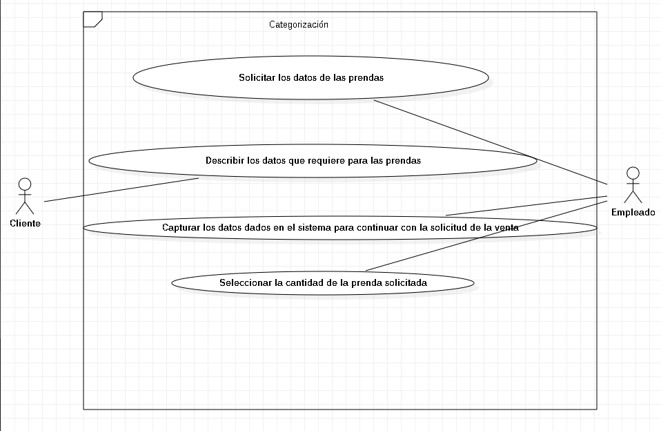 Categorización
Solicitar los datos de las prendas
Describir los datos que requiere para las prendas
Cliente
Empleado
Capturar los datos dados en el sistema para continuar con la solicitud de la venta
Seleccionar la cantidad de la prenda solicitada